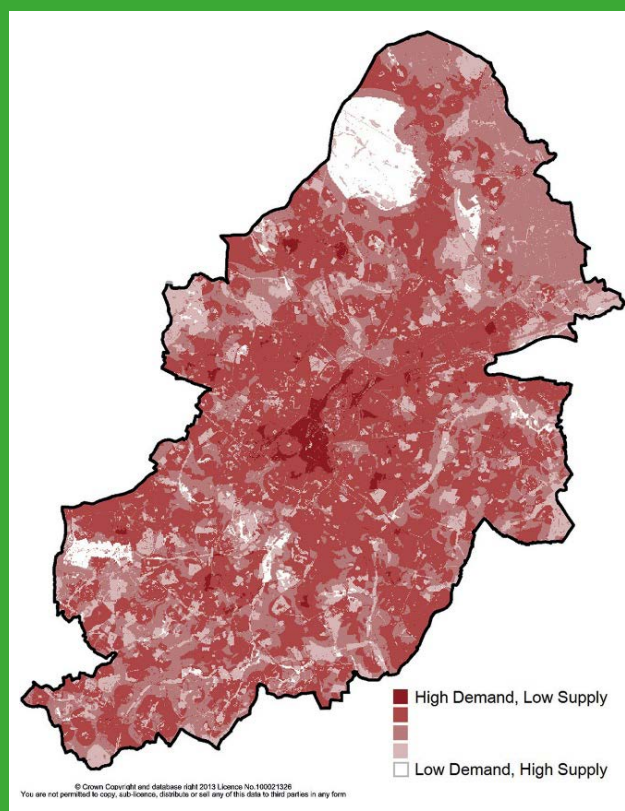 High Demand, Low Supply
Low Demand, High Supply
© Crown Copyright and database right 2013 Licence No.100021326
You are not permitted to copy, sub-licence, distribute or sell any of this data to third parties in any form